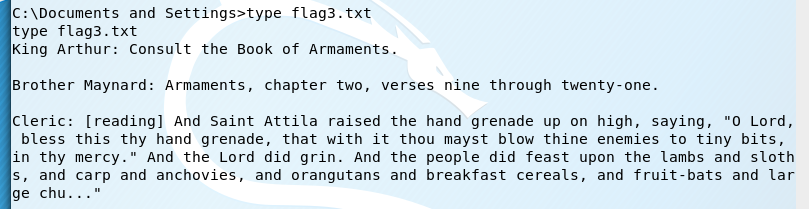 C:\Documents and Settings>type flag3.txt
type flag3.txt
King Arthur: Consult the Book of Armaments.
Brother Maynard: Armaments, chapter two, verses nine through twenty-one.
Cleric: [reading] And Saint Attila raised the hand grenade up on high, saying, "O Lord,
 bless this thy hand grenade, that with it thou mayst blow thine enemies to tiny bits,
in thy mercy." And the Lord did grin. And the people did feast upon the lambs and sloth
s, and carp and anchovies, and orangutans and breakfast cereals, and fruit-bats and lar
ge chu..."